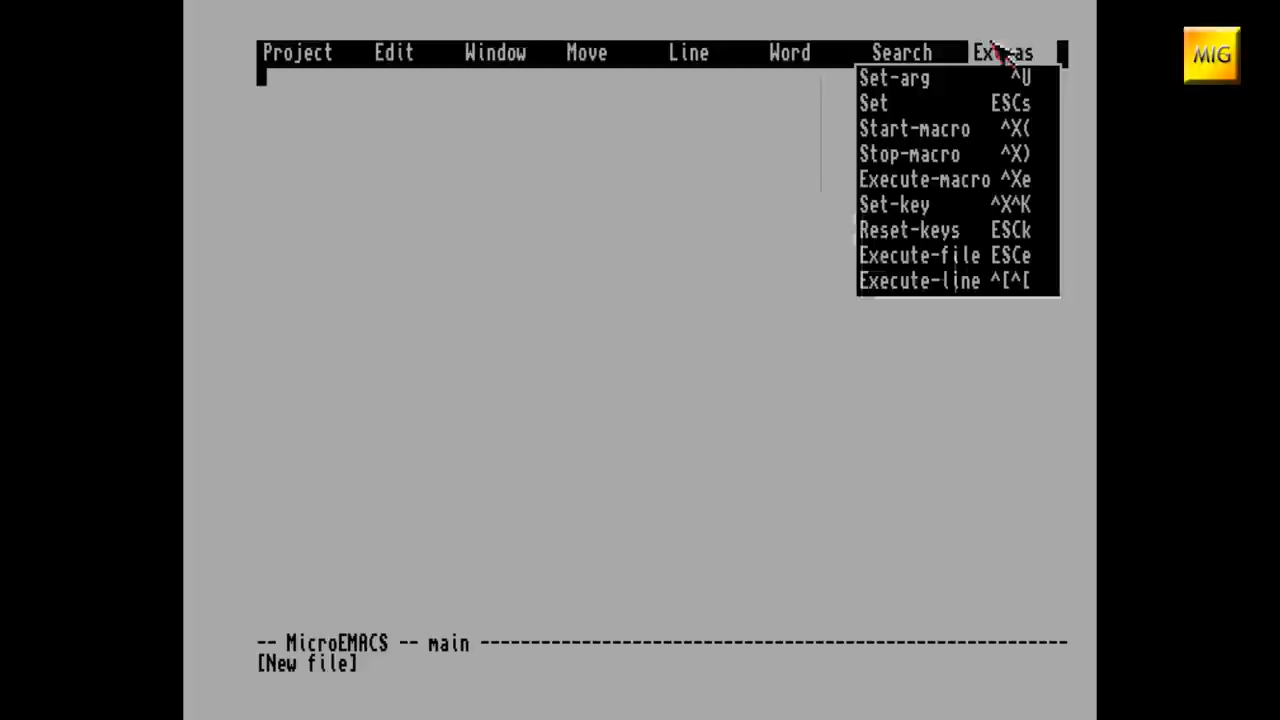 Project Edit Window Move Line Word Search Extras
Set-arg ^U
Set ESCs
Start-macro ^X(
Stop-macro ^X)
Execute-macro ^Xe
Set-key ^X^K
Reset-keys ESCk
Execute-file ESCe
Execute-line ^[^[
-- MicroEMACS -- main -----------------------------------------------------------
[New file]
MIG